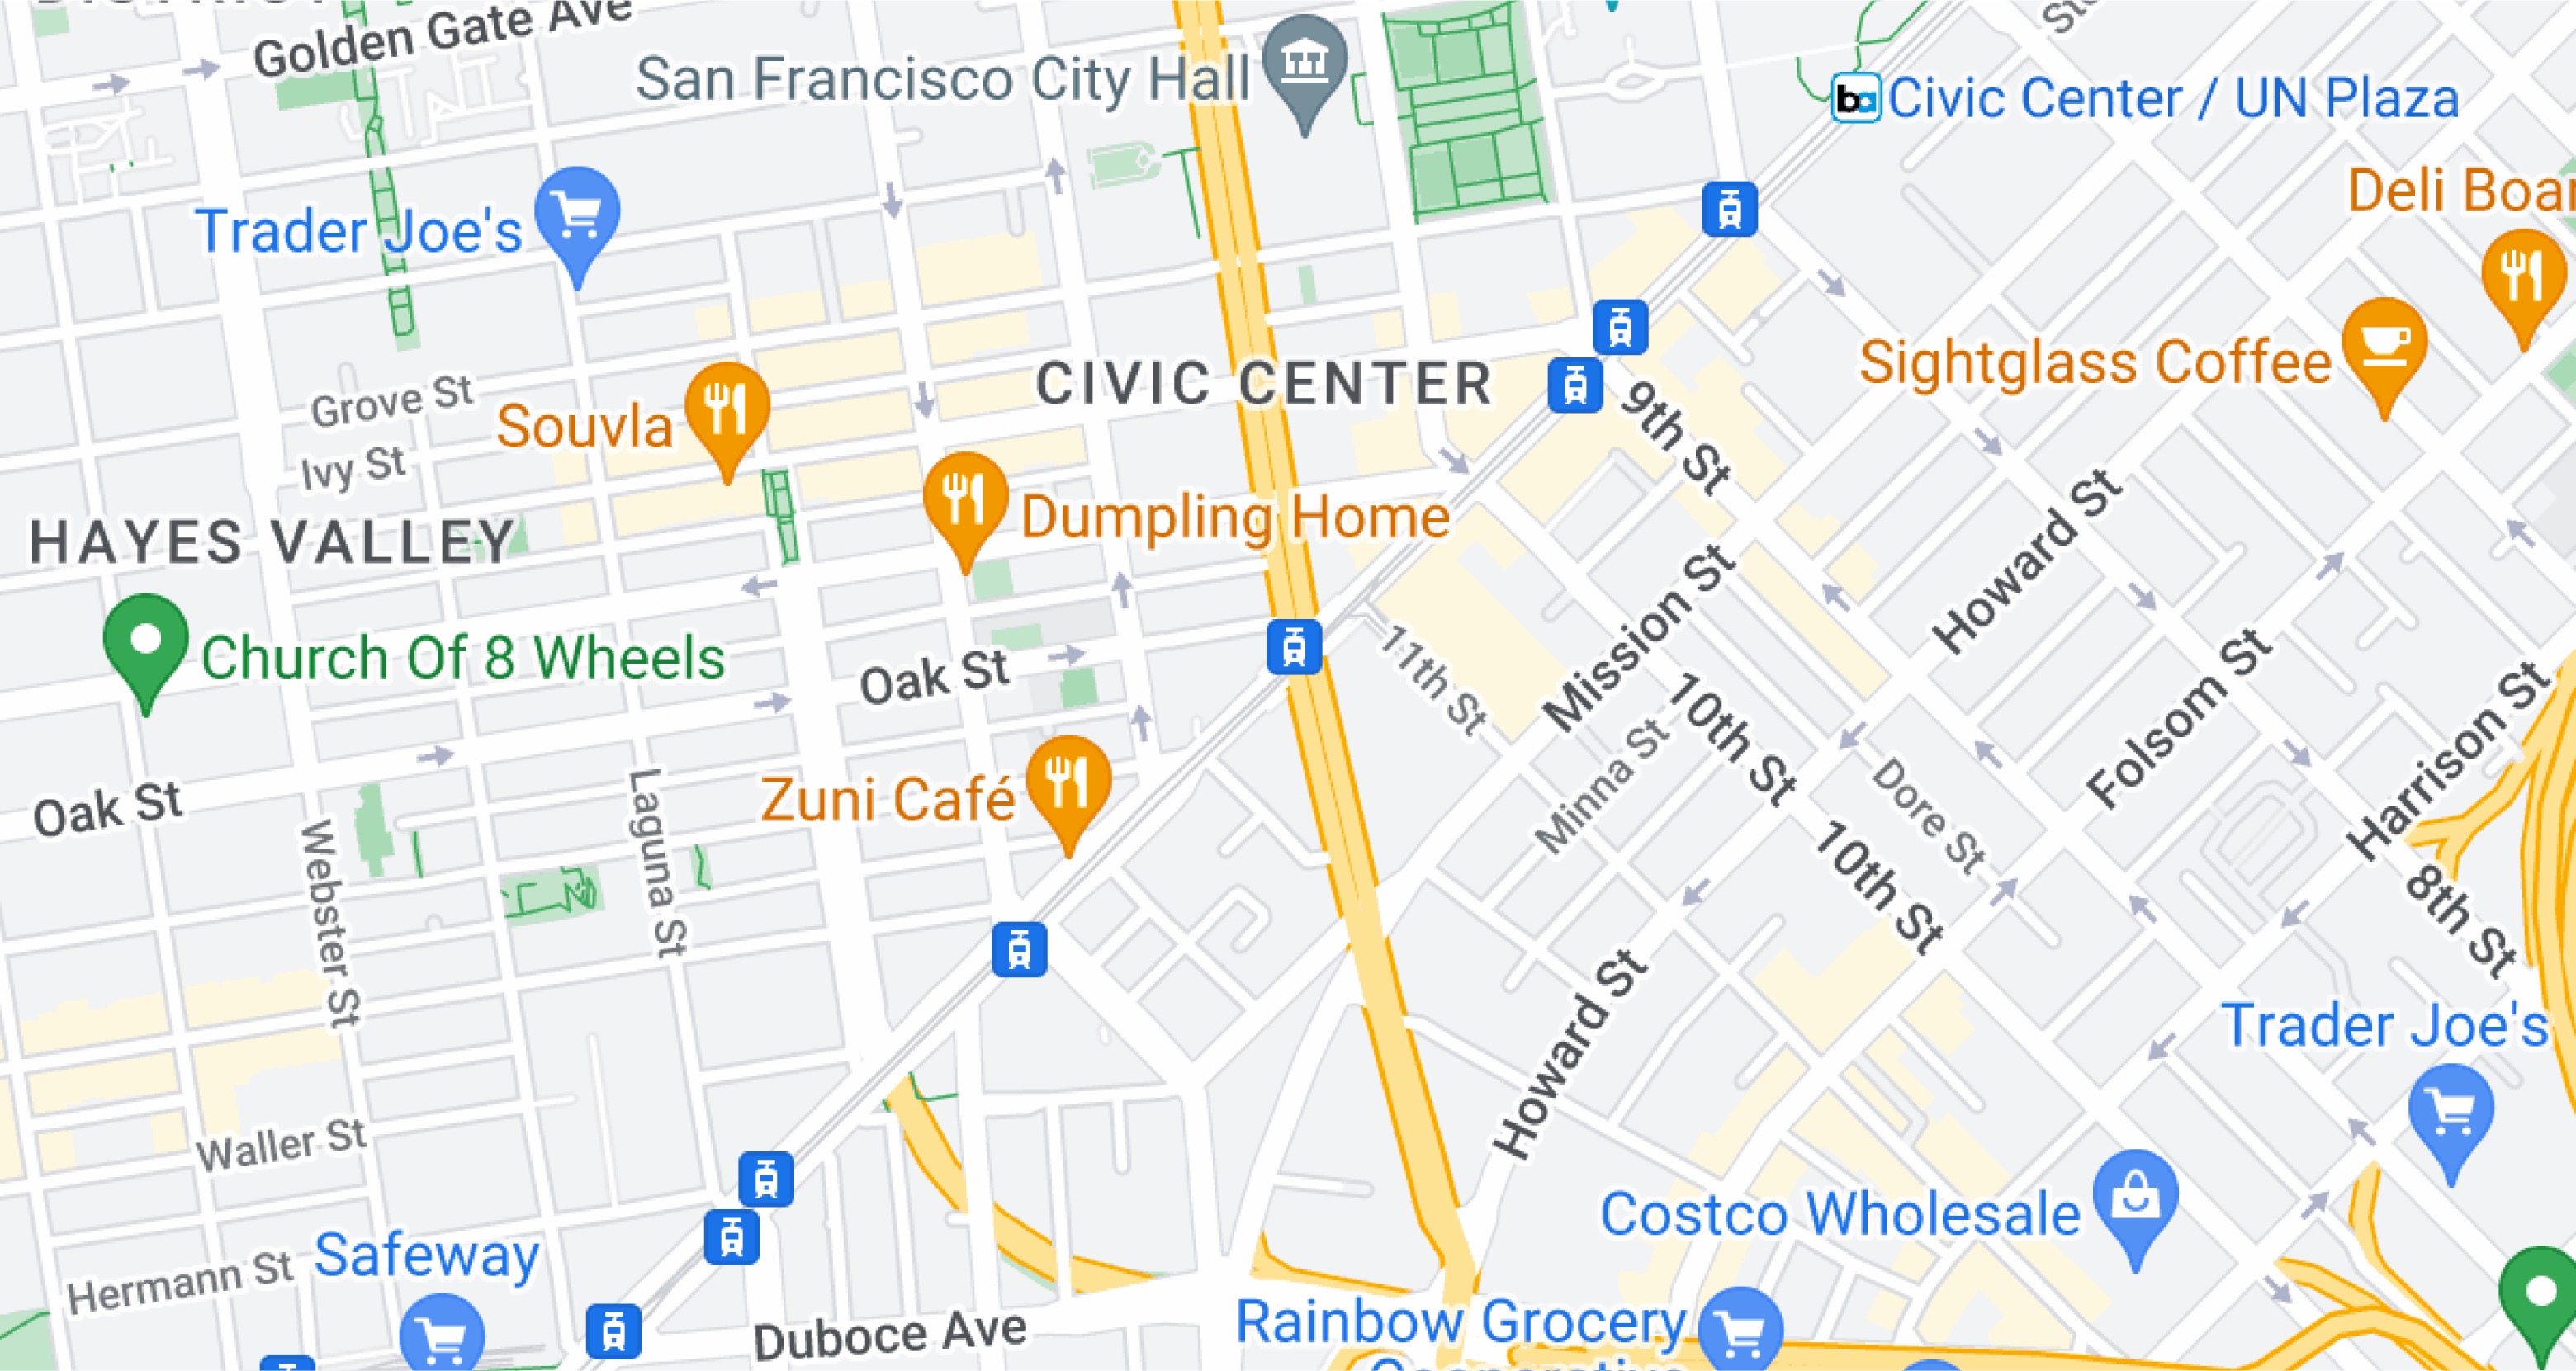 Golden Gate Ave
San Francisco City Hall
Civic Center / UN Plaza
Deli Boar
Trader Joe's
Sightglass Coffee
CIVIC CENTER
Grove St
Souvla
9th St
Ivy St
Dumpling Home
HAYES VALLEY
Howard St
Mission St
Church Of 8 Wheels
11th St
Oak St
Folsom St
10th St
Minna St
Harrison St
Zuni Café
Oak St
Dore St
Laguna St
Webster St
10th St
8th St
Howard St
Trader Joe's
Waller St
Costco Wholesale
Safeway
Hermann St
Rainbow Grocery
Duboce Ave